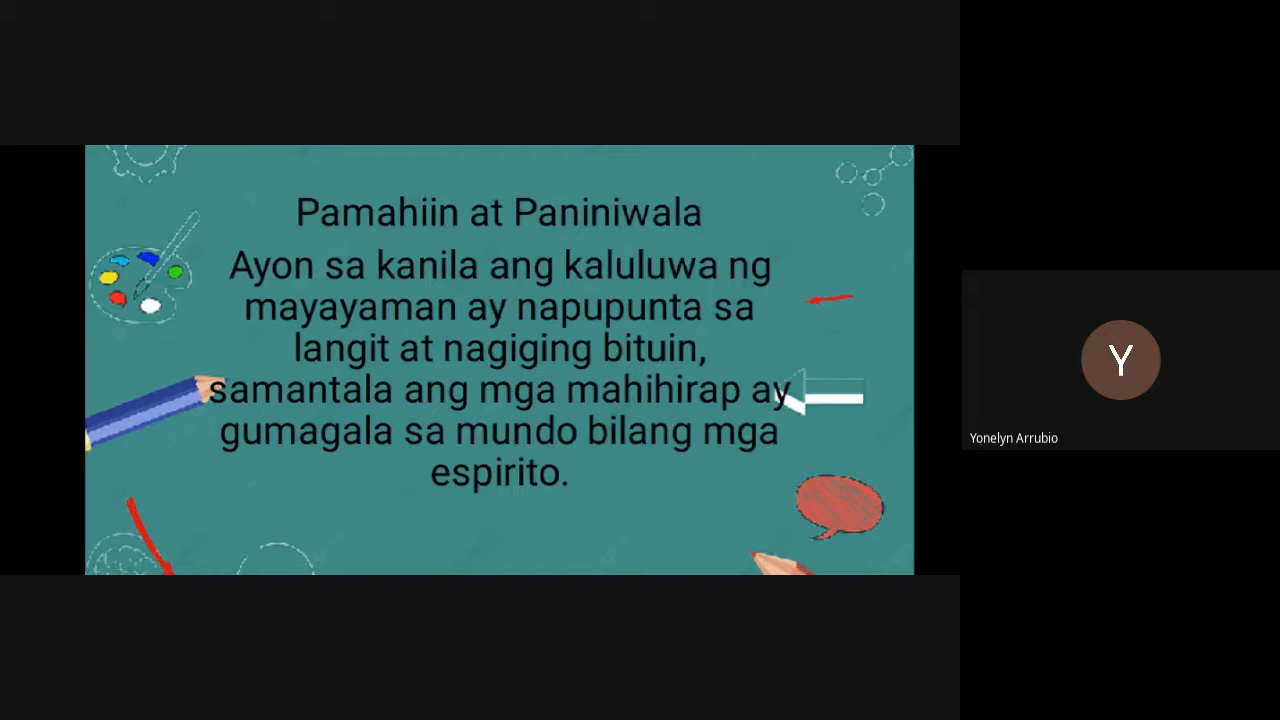 Pamahiin at Paniniwala
Ayon sa kanila ang kaluluwa ng
mayayaman ay napupunta sa
langit at nagiging bituin,
samantala ang mga mahihirap ay
gumagala sa mundo bilang mga
espirito.
Y
Yonelyn Arrubio